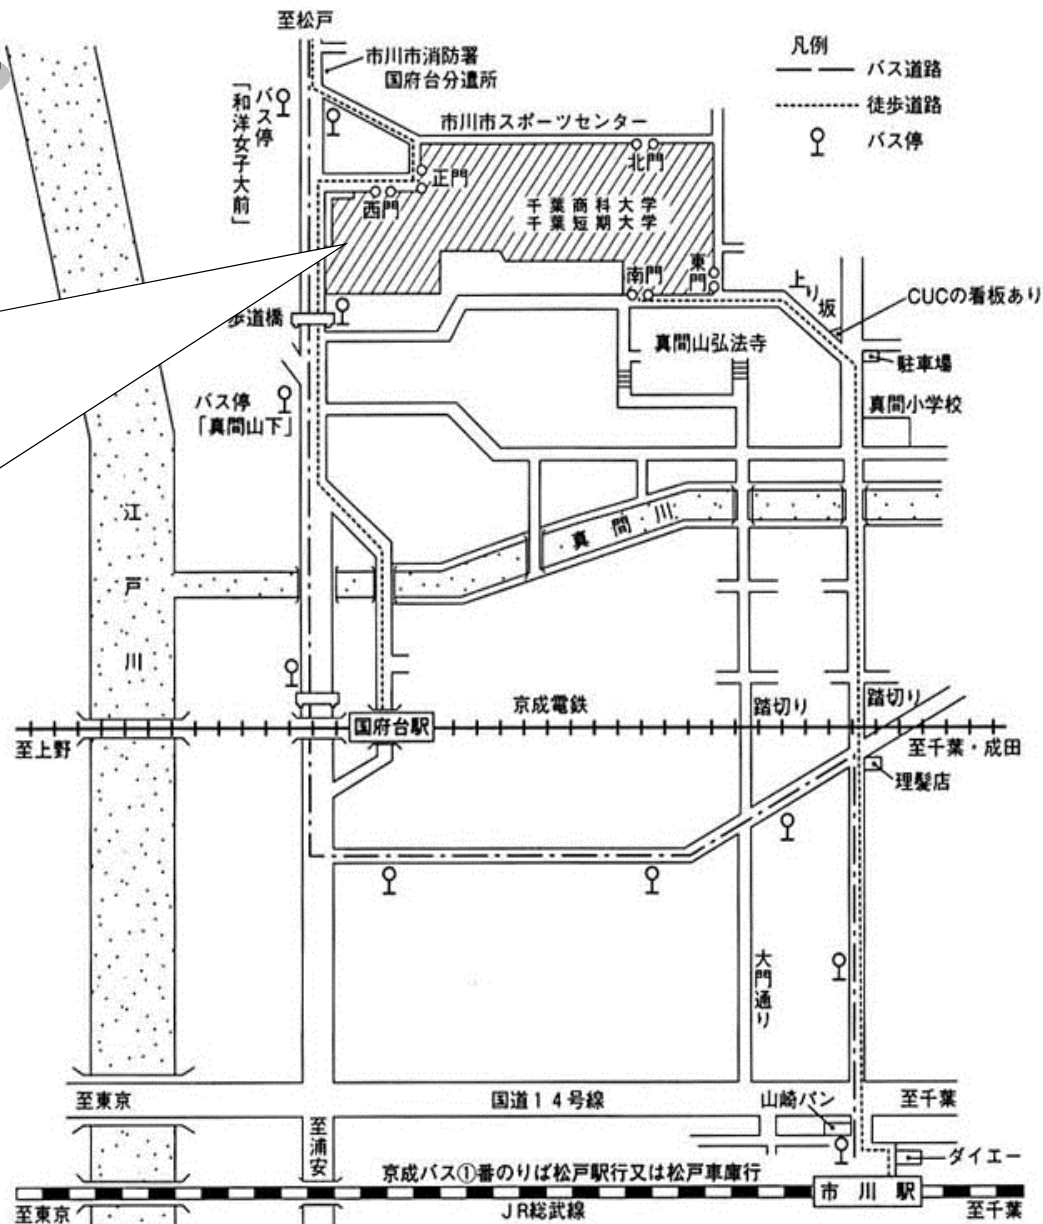 至松戸
市川市消防署
国府台分遣所
凡例
バス道路
徒歩道路
バス停
バス停
「和洋女子大前」
市川市スポーツセンター
北門
正門
西門
千葉商科大学
千葉短期大学
東門
南門
上り坂
CUCの看板あり
歩道橋
真間山弘法寺
駐車場
バス停
「真間山下」
真間小学校
江戸川
真間川
京成電鉄
踏切り
踏切り
国府台駅
至上野
至千葉・成田
理髪店
大門通り
至東京
国道14号線
山崎パン
至千葉
至浦安
ダイエー
京成バス①番のりば松戸駅行又は松戸車庫行
市川駅
至東京
JR総武線
至千葉